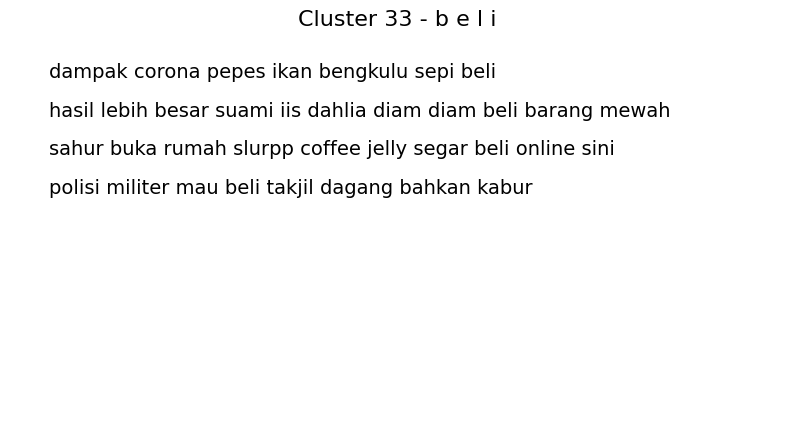 Cluster 33 - b e l i
dampak corona pepes ikan bengkulu sepi beli
hasil lebih besar suami iis dahlia diam diam beli barang mewah
sahur buka rumah slurpp coffee jelly segar beli online sini
polisi militer mau beli takjil dagang bahkan kabur